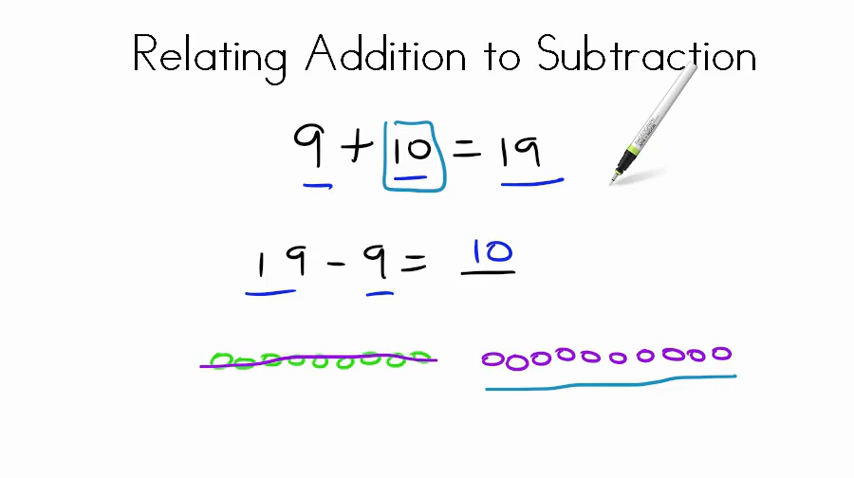 Relating Addition to Subtraction
9 + 10 = 19
19 - 9 = 10